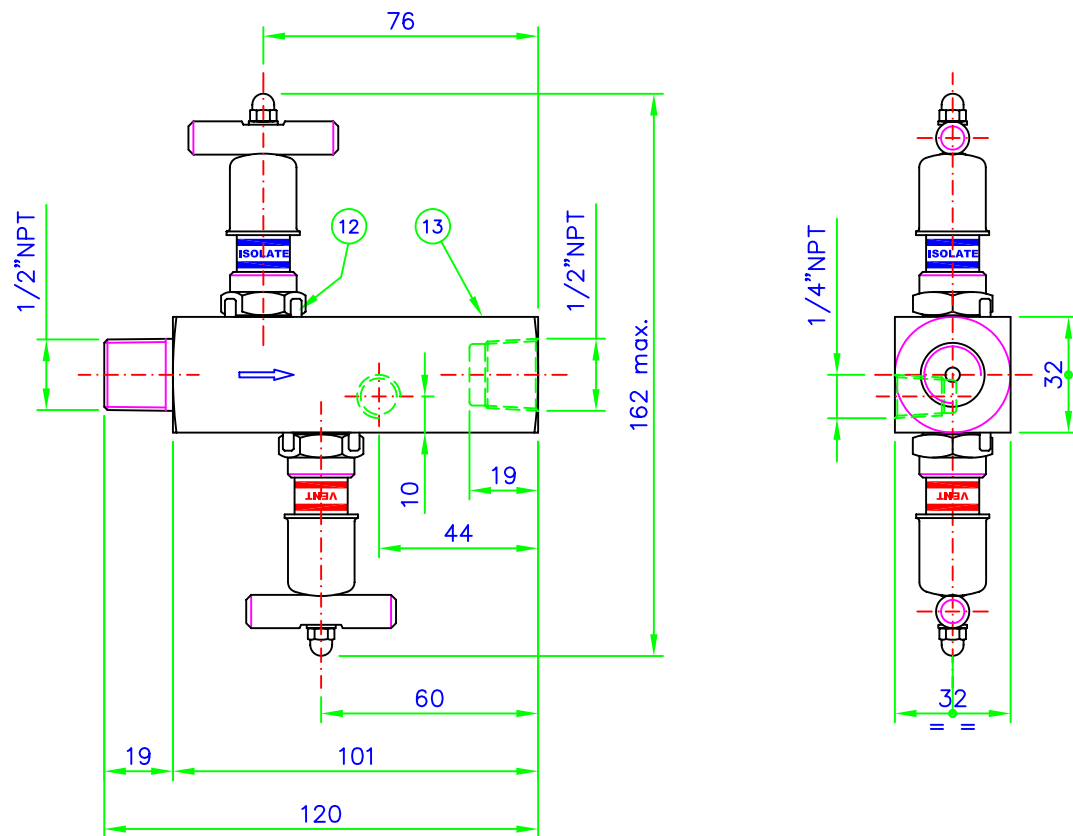 76
12
13
1/2"NPT
ISOLATE
1/2"NPT
162 max.
19
10
44
VENT
60
19
101
120
1/4"NPT
ISOLATE
32
VENT
32
= =